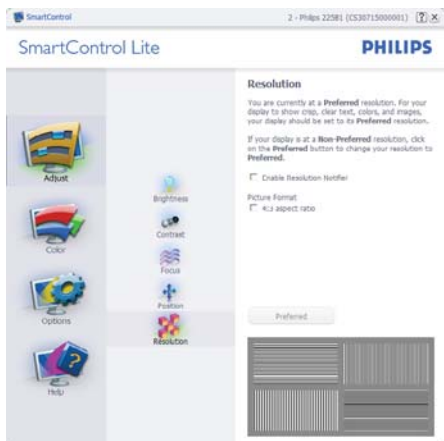 SmartControl
2 - Philips 225B1 (CS30715000001)
SmartControl Lite
PHILIPS
Adjust
Color
Options
Help
Brightness
Contrast
Focus
Position
Resolution
Resolution
You are currently at a Preferred resolution. For your
display to show crisp, clear text, colors, and images,
your display should be set to its Preferred resolution.
If your display is at a Non-Preferred resolution, click
on the Preferred button to change your resolution to
Preferred.
Enable Resolution Notifier
Picture Format
4:3 aspect ratio
Preferred